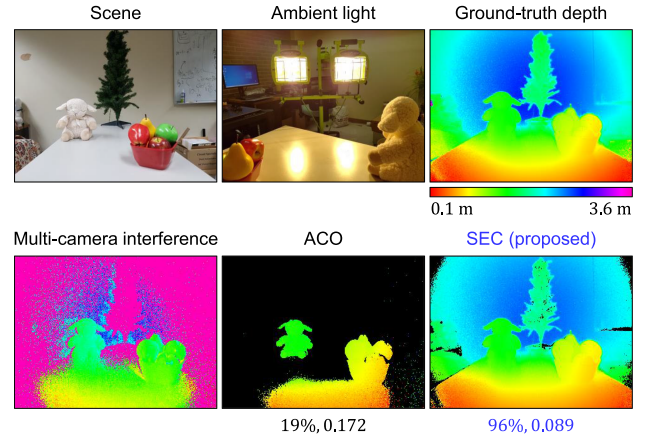 Scene
Ambient light
Ground-truth depth
0.1 m
3.6 m
Multi-camera interference
ACO
SEC (proposed)
19%, 0.172
96%, 0.089